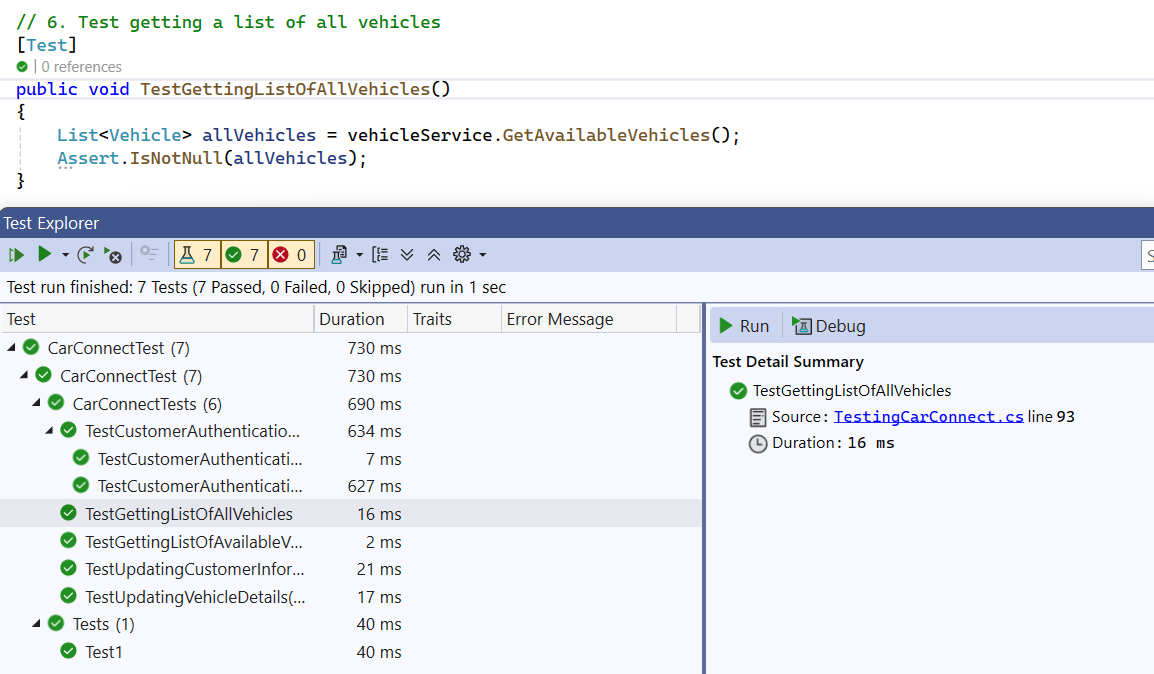 // 6. Test getting a list of all vehicles
[Test]
| 0 references
public void TestGettingListOfAllVehicles()
{
List<Vehicle> allVehicles = vehicleService.GetAvailableVehicles();
Assert.IsNotNull(allVehicles);
}
Test Explorer
7 7 0
Test run finished: 7 Tests (7 Passed, 0 Failed, 0 Skipped) run in 1 sec
Test Duration Traits Error Message
CarConnectTest (7) 730 ms
CarConnectTest (7) 730 ms
CarConnectTests (6) 690 ms
TestCustomerAuthenticatio... 634 ms
TestCustomerAuthenticati... 7 ms
TestCustomerAuthenticati... 627 ms
TestGettingListOfAllVehicles 16 ms
TestGettingListOfAvailableV... 2 ms
TestUpdatingCustomerInfor... 21 ms
TestUpdatingVehicleDetails(... 17 ms
Tests (1) 40 ms
Test1 40 ms
Run Debug
Test Detail Summary
TestGettingListOfAllVehicles
Source: TestingCarConnect.cs line 93
Duration: 16 ms